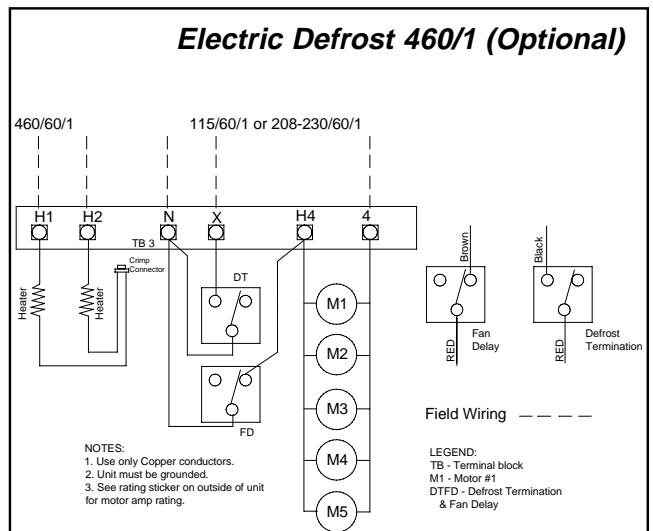 Electric Defrost 460/1 (Optional)
460/60/1
115/60/1 or 208-230/60/1
H1 H2 N X H4 4
TB 3
Crimp
Connector
Heater
Heater
DT
FD
M1
M2
M3
M4
M5
Brown
RED
Fan
Delay
Black
RED
Defrost
Termination
Field Wiring
NOTES:
1. Use only Copper conductors.
2. Unit must be grounded.
3. See rating sticker on outside of unit
for motor amp rating.
LEGEND:
TB - Terminal block
M1 - Motor #1
DTFD - Defrost Termination
& Fan Delay